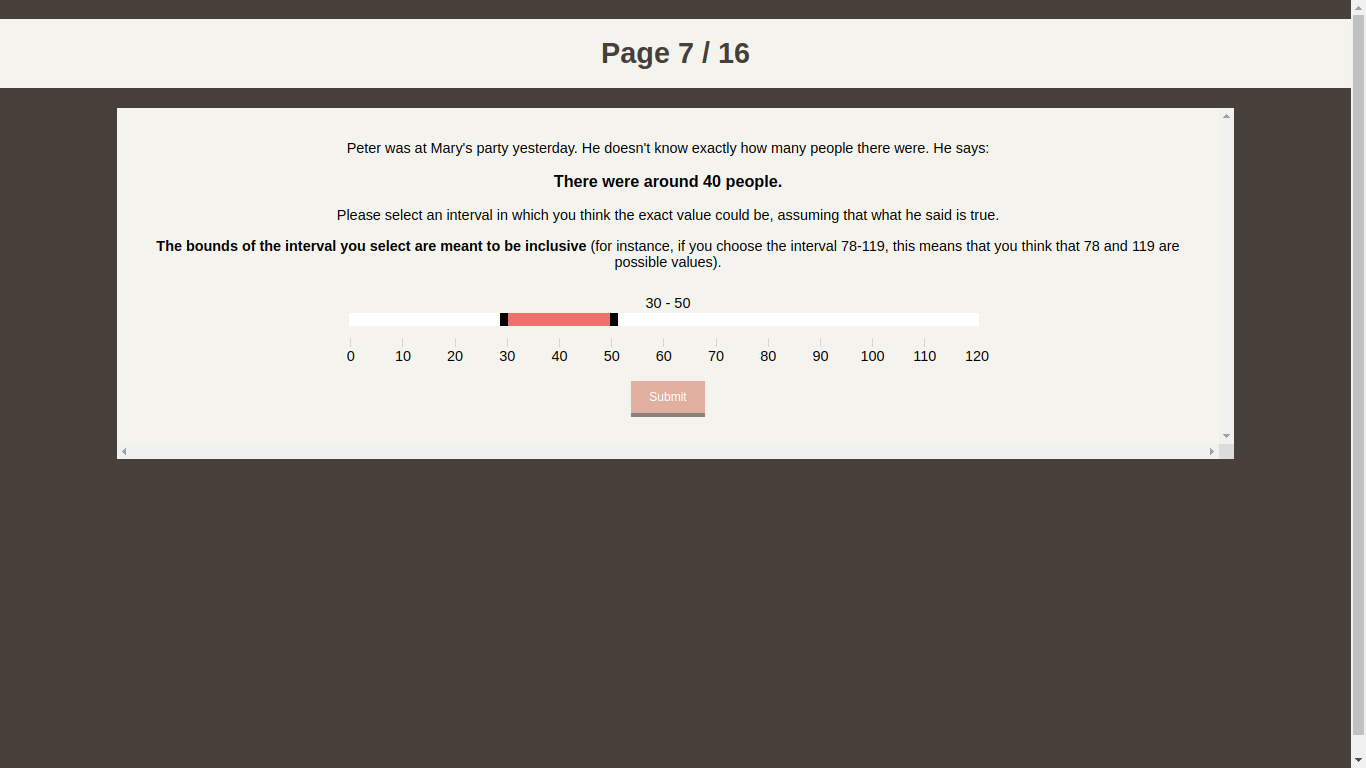 Page 7 / 16
Peter was at Mary's party yesterday. He doesn't know exactly how many people there were. He says:
There were around 40 people.
Please select an interval in which you think the exact value could be, assuming that what he said is true.
The bounds of the interval you select are meant to be inclusive (for instance, if you choose the interval 78-119, this means that you think that 78 and 119 are
possible values).
30 - 50
0 10 20 30 40 50 60 70 80 90 100 110 120
Submit